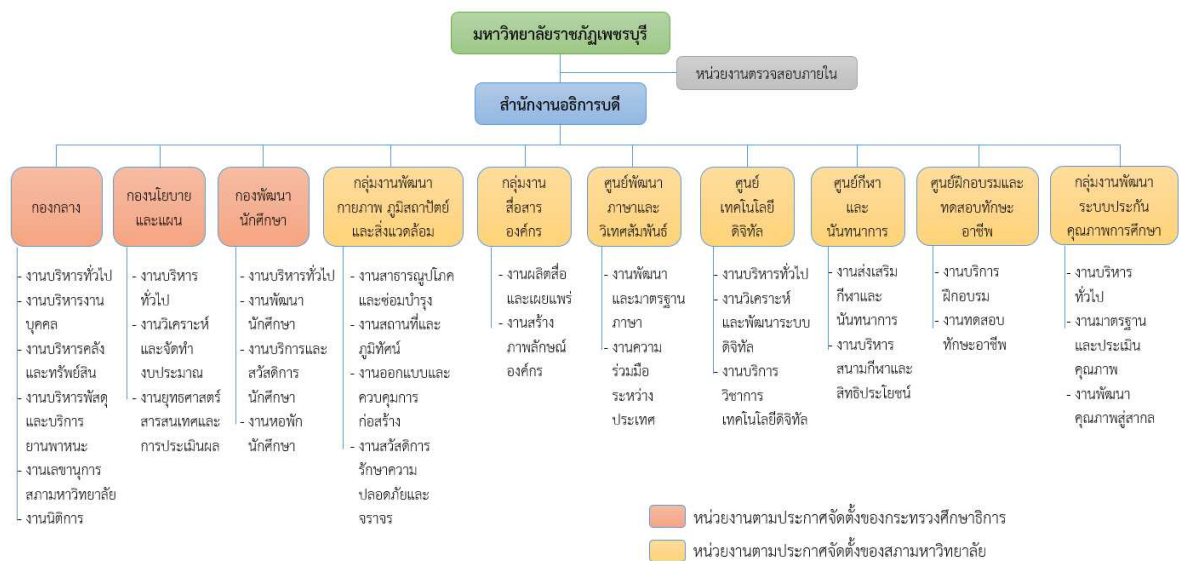 มหาวิทยาลัยราชภัฏเพชรบุรี
หน่วยงานตรวจสอบภายใน
สำนักงานอธิการบดี
กองกลาง
- งานบริหารทั่วไป
- งานบริหารงาน
บุคคล
- งานบริหารคลัง
และทรัพย์สิน
- งานบริหารพัสดุ
และบริการ
ยานพาหนะ
- งานเลขานุการ
สภามหาวิทยาลัย
- งานนิติการ
กองนโยบาย
และแผน
- งานบริหาร
ทั่วไป
- งานวิเคราะห์
และจัดทำ
งบประมาณ
- งานยุทธศาสตร์
สารสนเทศและ
การประเมินผล
กองพัฒนา
นักศึกษา
- งานบริหารทั่วไป
- งานพัฒนา
นักศึกษา
- งานบริการและ
สวัสดิการ
นักศึกษา
- งานหอพัก
นักศึกษา
กลุ่มงานพัฒนา
กายภาพ ภูมิสถาปัตย์
และสิ่งแวดล้อม
- งานสาธารณูปโภค
และซ่อมบำรุง
- งานสถานที่และ
ภูมิทัศน์
- งานออกแบบและ
ควบคุมการ
ก่อสร้าง
- งานสวัสดิการ
รักษาความ
ปลอดภัยและ
จราจร
กลุ่มงาน
สื่อสาร
องค์กร
- งานผลิตสื่อ
และเผยแพร่
- งานสร้าง
ภาพลักษณ์
องค์กร
ศูนย์พัฒนา
ภาษาและ
วิเทศสัมพันธ์
- งานพัฒนา
และมาตรฐาน
ภาษา
- งานความ
ร่วมมือ
ระหว่าง
ประเทศ
ศูนย์
เทคโนโลยี
ดิจิทัล
- งานบริหารทั่วไป
- งานวิเคราะห์
และพัฒนาระบบ
ดิจิทัล
- งานบริการ
วิชาการ
เทคโนโลยีดิจิทัล
ศูนย์กีฬา
และ
นันทนาการ
- งานส่งเสริม
กีฬาและ
นันทนาการ
- งานบริหาร
สนามกีฬาและ
สิทธิประโยชน์
ศูนย์ฝึกอบรมและ
ทดสอบทักษะ
อาชีพ
- งานบริการ
ฝึกอบรม
- งานทดสอบ
ทักษะอาชีพ
กลุ่มงานพัฒนา
ระบบประกัน
คุณภาพการศึกษา
- งานบริหาร
ทั่วไป
- งานมาตรฐาน
และประเมิน
คุณภาพ
- งานพัฒนา
คุณภาพสู่สากล
หน่วยงานตามประกาศจัดตั้งของกระทรวงศึกษาธิการ
หน่วยงานตามประกาศจัดตั้งของสภามหาวิทยาลัย